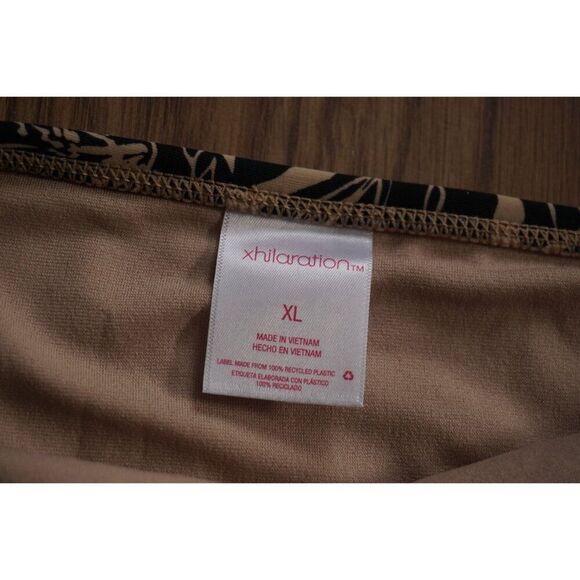 xhilaration™
XL
MADE IN VIETNAM
HECHO EN VIETNAM
LABEL MADE FROM 100% RECYCLED PLASTIC
ETIQUETA ELABORADA CON PLÁSTICO
100% RECICLADO